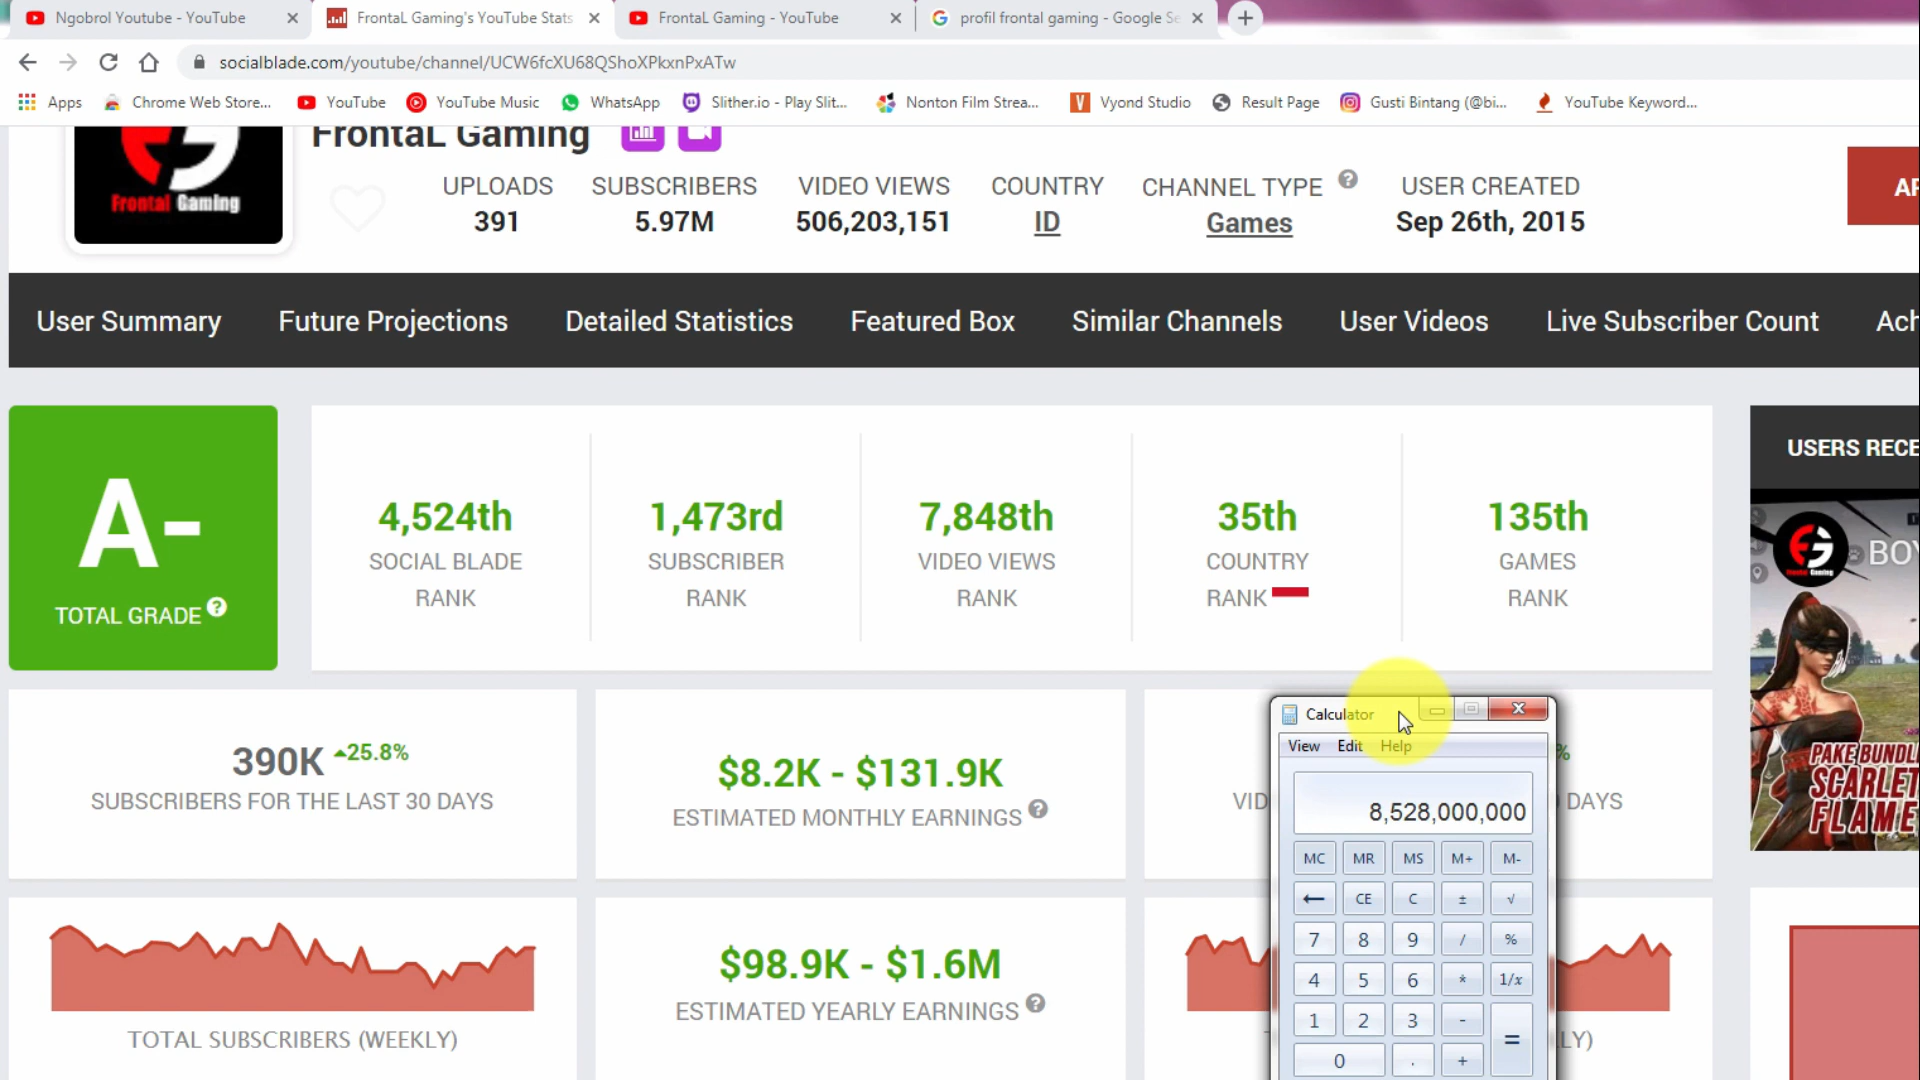 Ngobrol Youtube - YouTube
FrontaL Gaming's YouTube Stats
FrontaL Gaming - YouTube
profil frontal gaming - Google Se
socialblade.com/youtube/channel/UCW6fcXU68QShoXPkxnPxATw
Apps
Chrome Web Store...
YouTube
YouTube Music
WhatsApp
Slither.io - Play Slit...
Nonton Film Strea...
Vyond Studio
Result Page
Gusti Bintang (@bi...
YouTube Keyword...
FrontaL Gaming
Frontal Gaming
UPLOADS
391
SUBSCRIBERS
5.97M
VIDEO VIEWS
506,203,151
COUNTRY
ID
CHANNEL TYPE
Games
USER CREATED
Sep 26th, 2015
User Summary
Future Projections
Detailed Statistics
Featured Box
Similar Channels
User Videos
Live Subscriber Count
Ach
A-
TOTAL GRADE
4,524th
SOCIAL BLADE
RANK
1,473rd
SUBSCRIBER
RANK
7,848th
VIDEO VIEWS
RANK
35th
COUNTRY
RANK
135th
GAMES
RANK
USERS RECE
BOY
PAKE BUNDL
SCARLET
FLAME
390K 25.8%
SUBSCRIBERS FOR THE LAST 30 DAYS
$8.2K - $131.9K
ESTIMATED MONTHLY EARNINGS
%
VID
DAYS
TOTAL SUBSCRIBERS (WEEKLY)
$98.9K - $1.6M
ESTIMATED YEARLY EARNINGS
LY)
Calculator
View Edit Help
8,528,000,000
MC MR MS M+ M-
← CE C ± √
7 8 9 / %
4 5 6 * 1/x
1 2 3 - =
0 . +